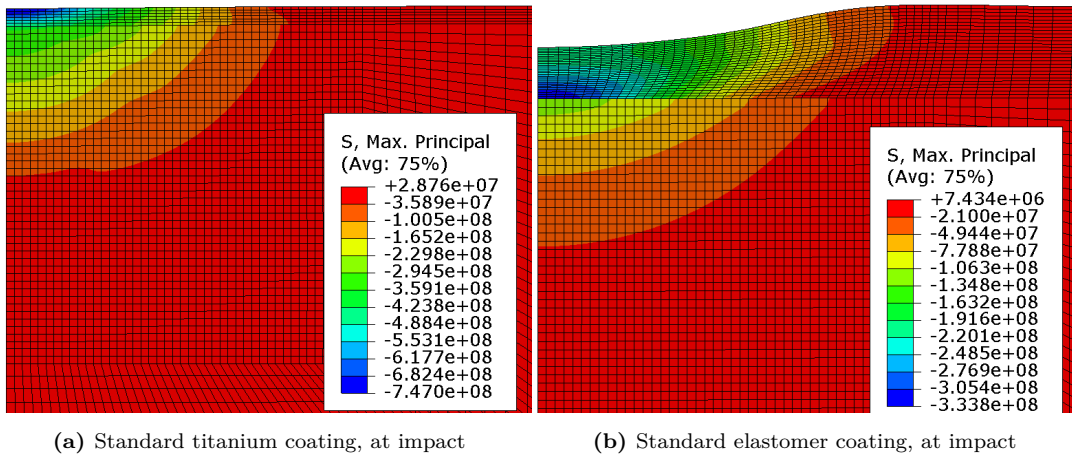 S, Max. Principal
(Avg: 75%)
+2.876e+07
-3.589e+07
-1.005e+08
-1.652e+08
-2.298e+08
-2.945e+08
-3.591e+08
-4.238e+08
-4.884e+08
-5.531e+08
-6.177e+08
-6.824e+08
-7.470e+08
S, Max. Principal
(Avg: 75%)
+7.434e+06
-2.100e+07
-4.944e+07
-7.788e+07
-1.063e+08
-1.348e+08
-1.632e+08
-1.916e+08
-2.201e+08
-2.485e+08
-2.769e+08
-3.054e+08
-3.338e+08
(a) Standard titanium coating, at impact
(b) Standard elastomer coating, at impact